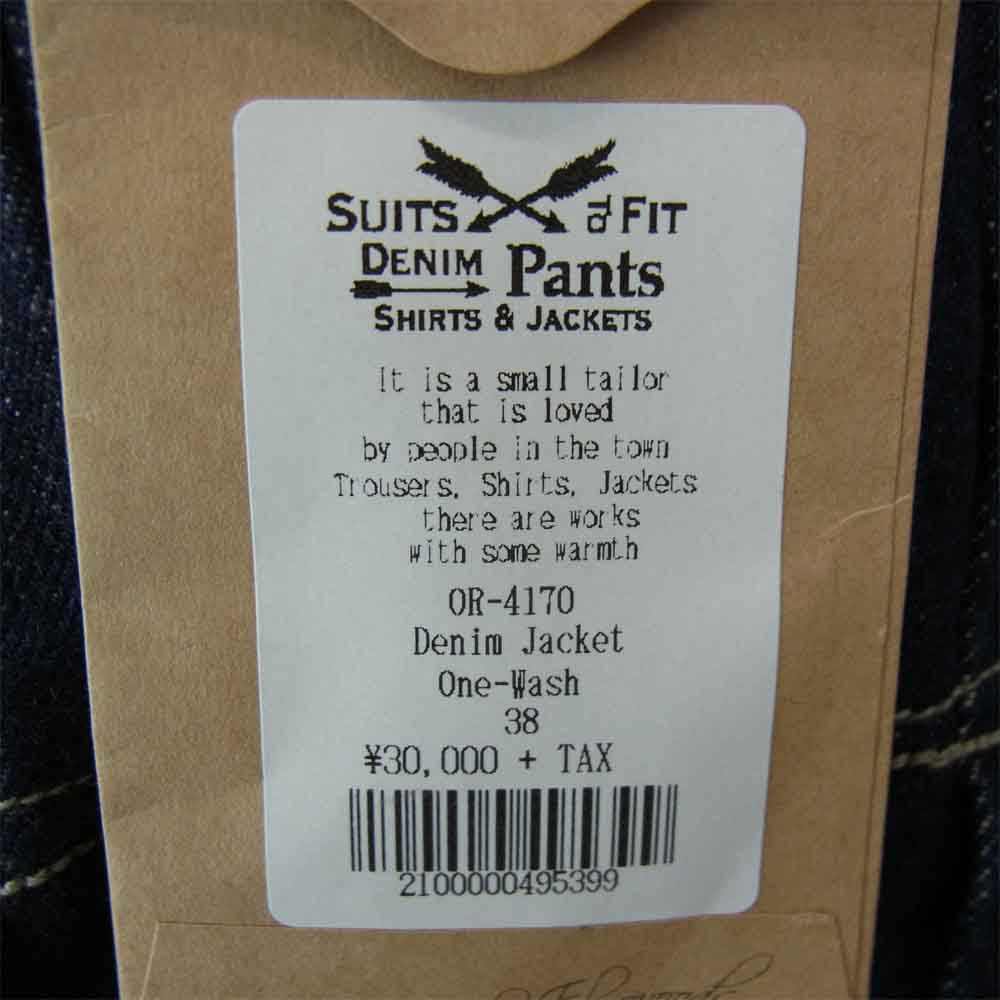 SUITS to FIT
DENIM Pants
SHIRTS & JACKETS
It is a small tailor
that is loved
by people in the town
Trousers, Shirts, Jackets
there are works
with some warmth
OR-4170
Denim Jacket
One-Wash
38
¥30,000 + TAX
2100000495399